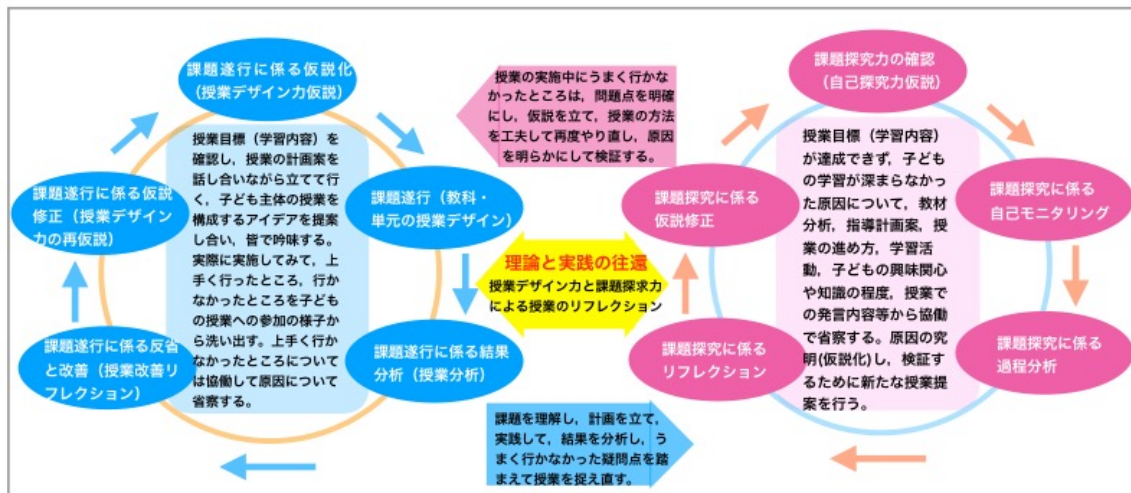 課題遂行に係る仮説化
(授業デザイン力仮説)
課題遂行(教科・
単元の授業デザイン)
課題遂行に係る結果
分析(授業分析)
課題遂行に係る反省
と改善(授業改善リ
フレクション)
課題遂行に係る仮説
修正(授業デザイン
力の再仮説)
授業目標(学習内容)を
確認し,授業の計画案を
話し合いながら立てて行
く,子ども主体の授業を
構成するアイデアを提案
し合い,皆で吟味する。
実際に実施してみて,上
手く行ったところ,行か
なかったところを子ども
の授業への参加の様子か
ら洗い出す。上手く行か
なかったところについて
は協働して原因について
省察する。
授業の実施中にうまく行かな
かったところは,問題点を明確
にし,仮説を立て,授業の方法
を工夫して再度やり直し,原因
を明らかにして検証する。
理論と実践の往還
授業デザイン力と課題探求力
による授業のリフレクション
課題を理解し,計画を立て,
実践して,結果を分析し,う
まく行かなかった疑問点を踏
まえて授業を捉え直す。
課題探究力の確認
(自己探究力仮説)
課題探究に係る
自己モニタリング
課題探究に係る
過程分析
課題探究に係る
リフレクション
課題探究に係る
仮説修正
授業目標(学習内容)
が達成できず,子ども
の学習が深まらなかっ
た原因について,教材
分析,指導計画案,授
業の進め方,学習活
動,子どもの興味関心
や知識の程度,授業で
の発言内容等から協働
で省察する。原因の究
明(仮説化)し,検証す
るために新たな授業提
案を行う。